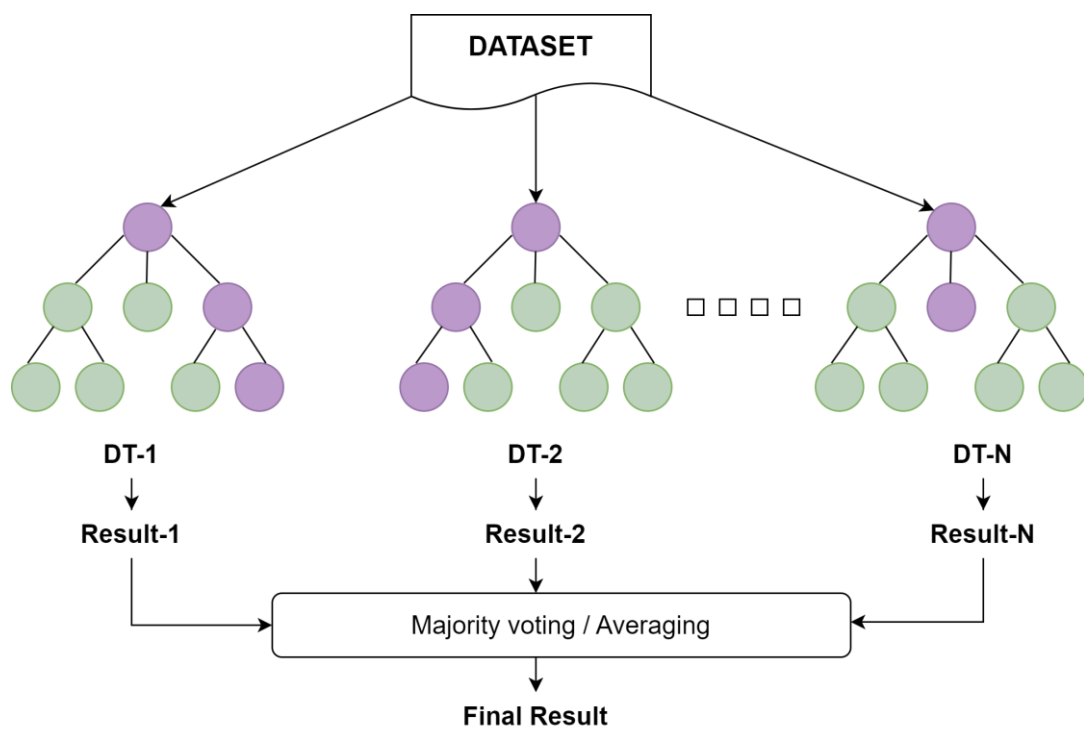 DATASET
DT-1
DT-2
DT-N
Result-1
Result-2
Result-N
Majority voting / Averaging
Final Result